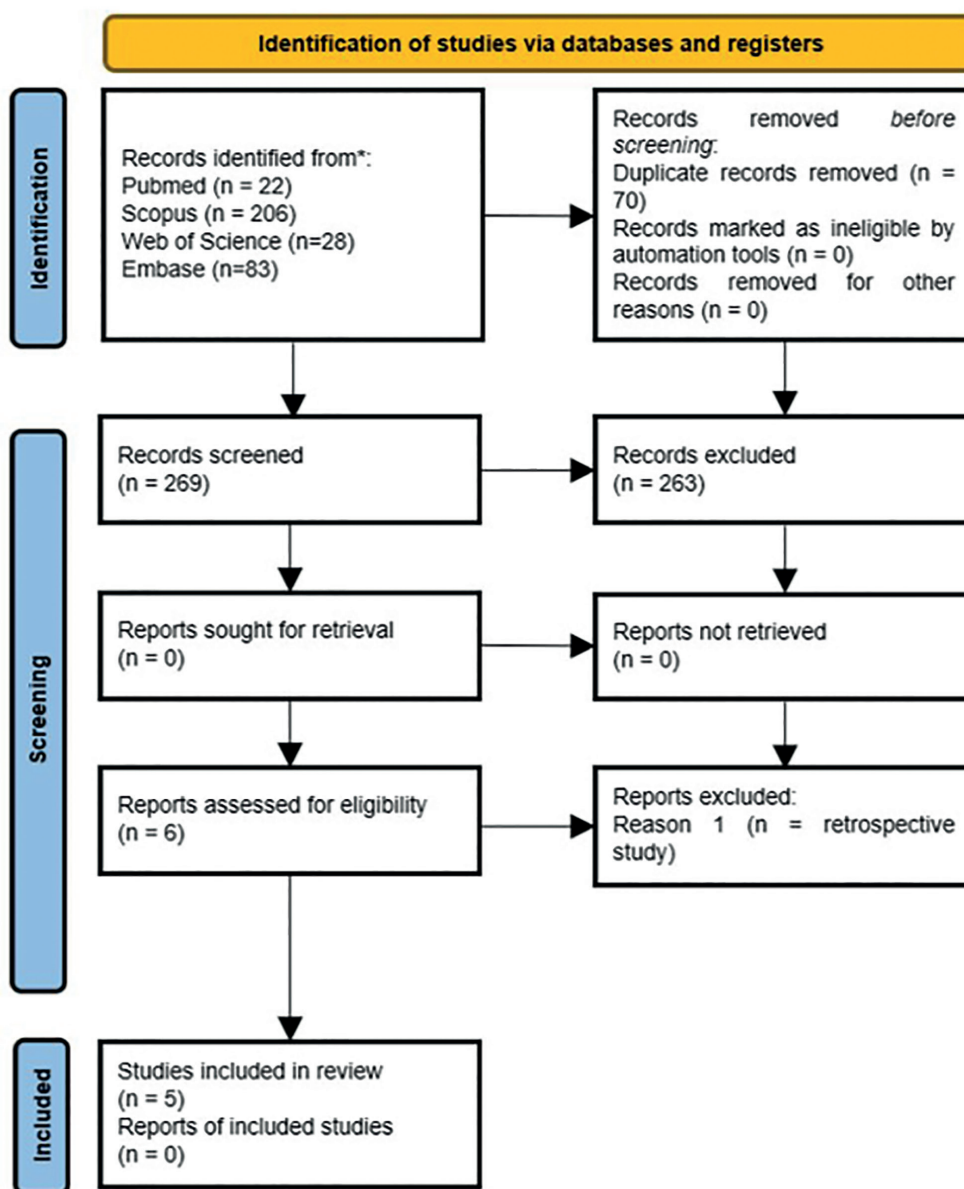 Identification of studies via databases and registers
Identification
Records identified from*:
Pubmed (n = 22)
Scopus (n = 206)
Web of Science (n=28)
Embase (n=83)
Records removed before
screening:
Duplicate records removed (n =
70)
Records marked as ineligible by
automation tools (n = 0)
Records removed for other
reasons (n = 0)
Screening
Records screened
(n = 269)
Records excluded
(n = 263)
Reports sought for retrieval
(n = 0)
Reports not retrieved
(n = 0)
Reports assessed for eligibility
(n = 6)
Reports excluded:
Reason 1 (n = retrospective
study)
Included
Studies included in review
(n = 5)
Reports of included studies
(n = 0)